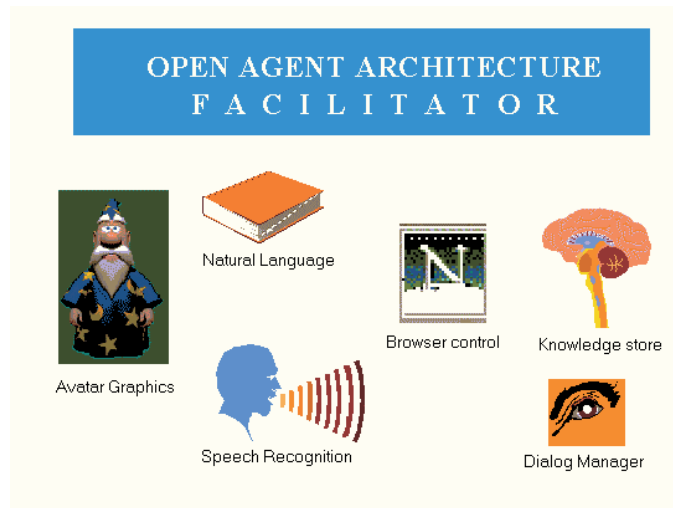 OPEN AGENT ARCHITECTURE
F A C I L I T A T O R
Natural Language
N
Browser control
Knowledge store
Avatar Graphics
Speech Recognition
Dialog Manager